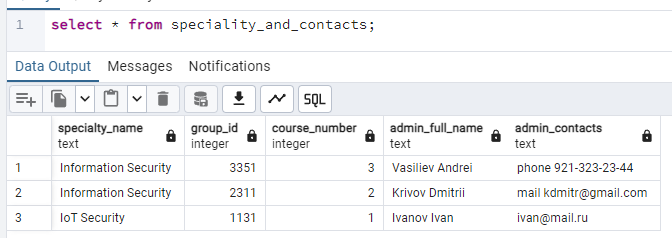 1 select * from speciality_and_contacts;
Data Output Messages Notifications
SQL
specialty_name group_id course_number admin_full_name admin_contacts
text integer integer text text
1 Information Security 3351 3 Vasiliev Andrei phone 921-323-23-44
2 Information Security 2311 2 Krivov Dmitrii mail kdmitr@gmail.com
3 IoT Security 1131 1 Ivanov Ivan ivan@mail.ru